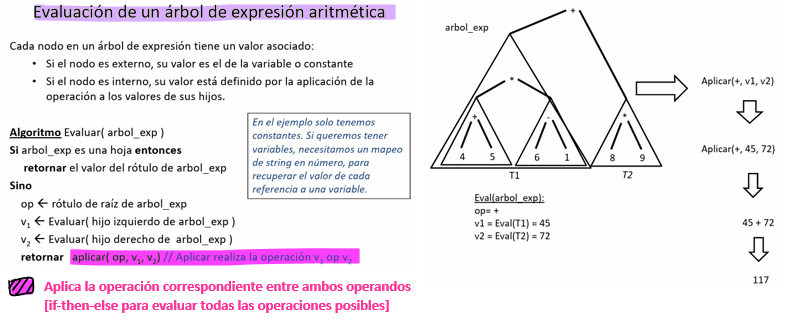 Evaluación de un árbol de expresión aritmética
Cada nodo en un árbol de expresión tiene un valor asociado:
• Si el nodo es externo, su valor es el de la variable o constante
• Si el nodo es interno, su valor está definido por la aplicación de la
operación a los valores de sus hijos.
Algoritmo Evaluar( arbol_exp )
Si arbol_exp es una hoja entonces
retornar el valor del rótulo de arbol_exp
Sino
op ← rótulo de raíz de arbol_exp
v₁ ← Evaluar( hijo izquierdo de arbol_exp )
v₂ ← Evaluar( hijo derecho de arbol_exp )
retornar aplicar( op, v₁, v₂) // Aplicar realiza la operación v₁ op v₂
En el ejemplo solo tenemos
constantes. Si queremos tener
variables, necesitamos un mapeo
de string en número, para
recuperar el valor de cada
referencia a una variable.
Aplica la operación correspondiente entre ambos operandos
[if-then-else para evaluar todas las operaciones posibles]
arbol_exp
+
*
+ - *
4 5 6 1 8 9
T1 T2
Eval(arbol_exp):
op= +
v1 = Eval(T1) = 45
v2 = Eval(T2) = 72
Aplicar(+, v1, v2)
Aplicar(+, 45, 72)
45 + 72
117